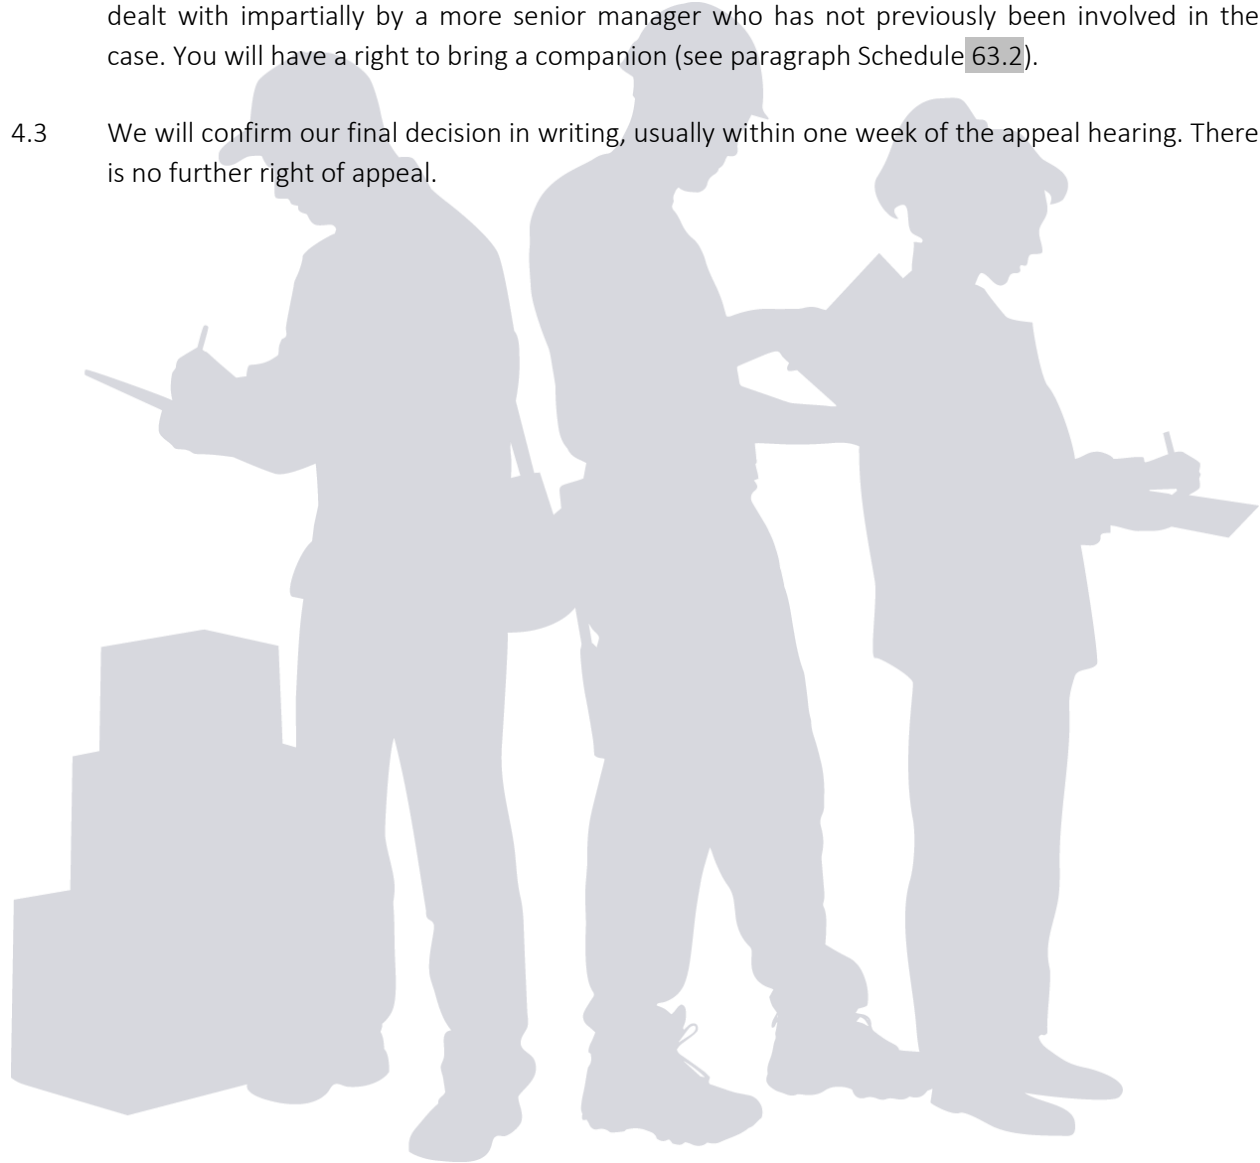 dealt with impartially by a more senior manager who has not previously been involved in the
case. You will have a right to bring a companion (see paragraph Schedule 63.2).
4.3 We will confirm our final decision in writing, usually within one week of the appeal hearing. There
is no further right of appeal.